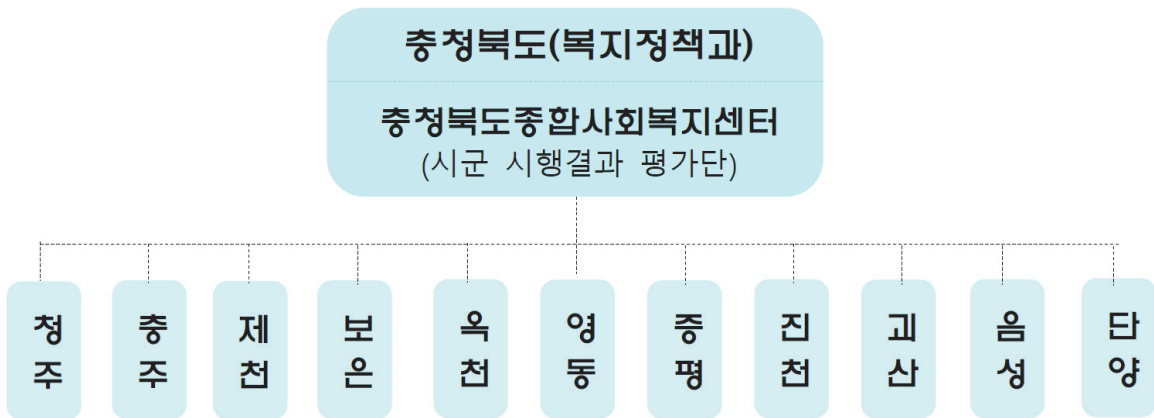 충청북도(복지정책과)
충청북도종합사회복지센터
(시군 시행결과 평가단)
청주
충주
제천
보은
옥천
영동
증평
진천
괴산
음성
단양